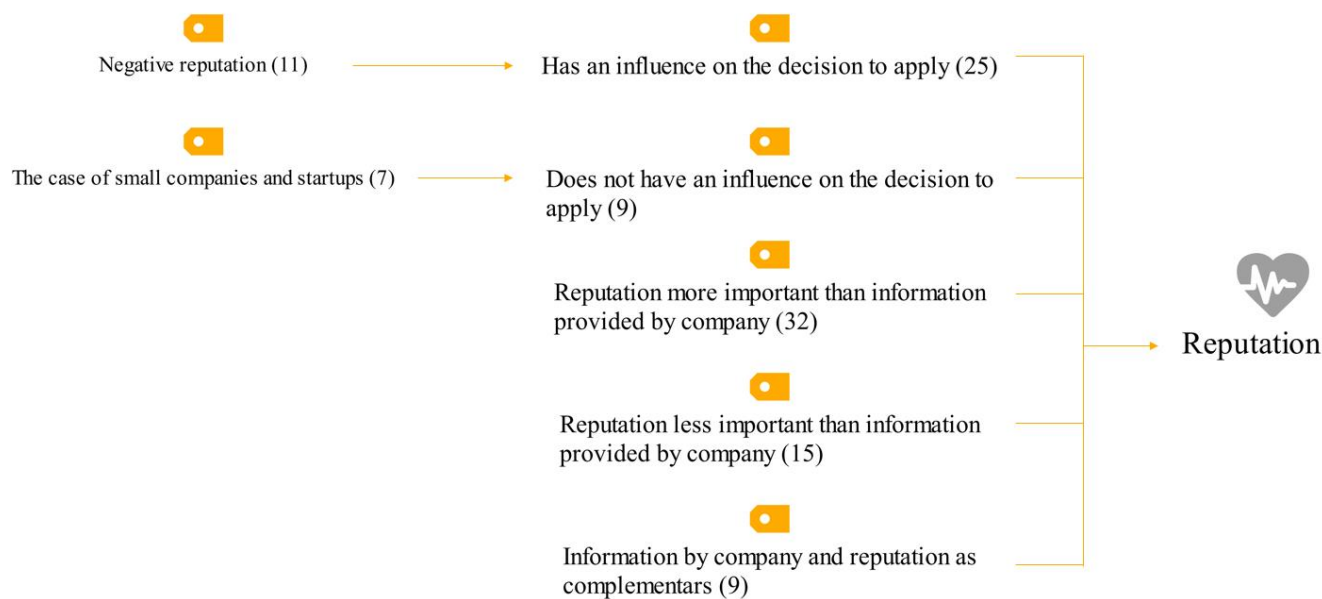 Negative reputation (11)
Has an influence on the decision to apply (25)
The case of small companies and startups (7)
Does not have an influence on the decision to
apply (9)
Reputation more important than information
provided by company (32)
Reputation
Reputation less important than information
provided by company (15)
Information by company and reputation as
complementars (9)